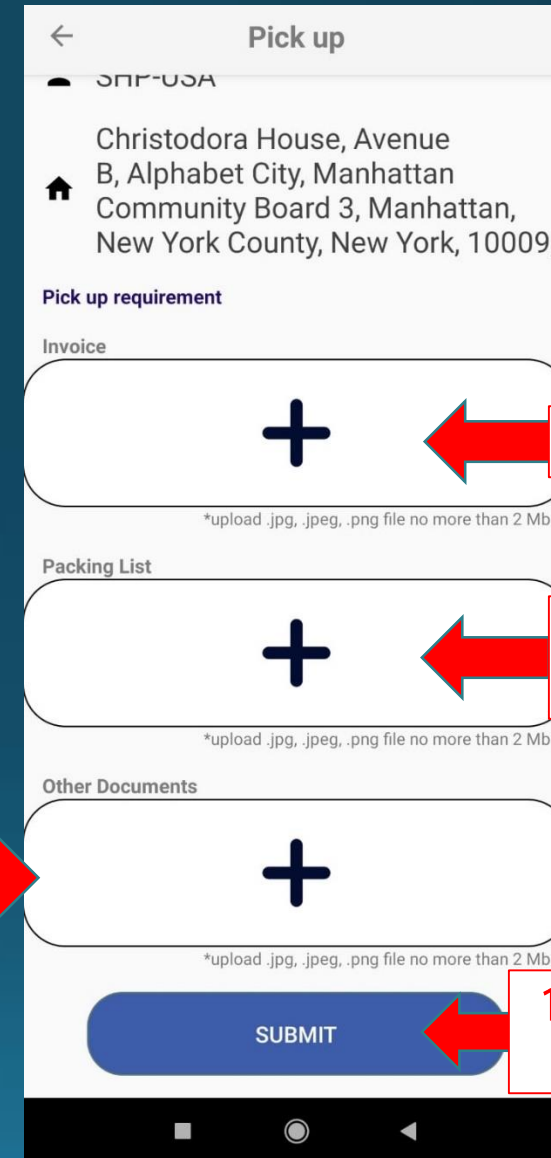 Pick up
SHP-USA
Christodora House, Avenue
B, Alphabet City, Manhattan
Community Board 3, Manhattan,
New York County, New York, 10009
Pick up requirement
Invoice
*upload .jpg, .jpeg, .png file no more than 2 Mb
Packing List
*upload .jpg, .jpeg, .png file no more than 2 Mb
Other Documents
*upload .jpg, .jpeg, .png file no more than 2 Mb
1
SUBMIT